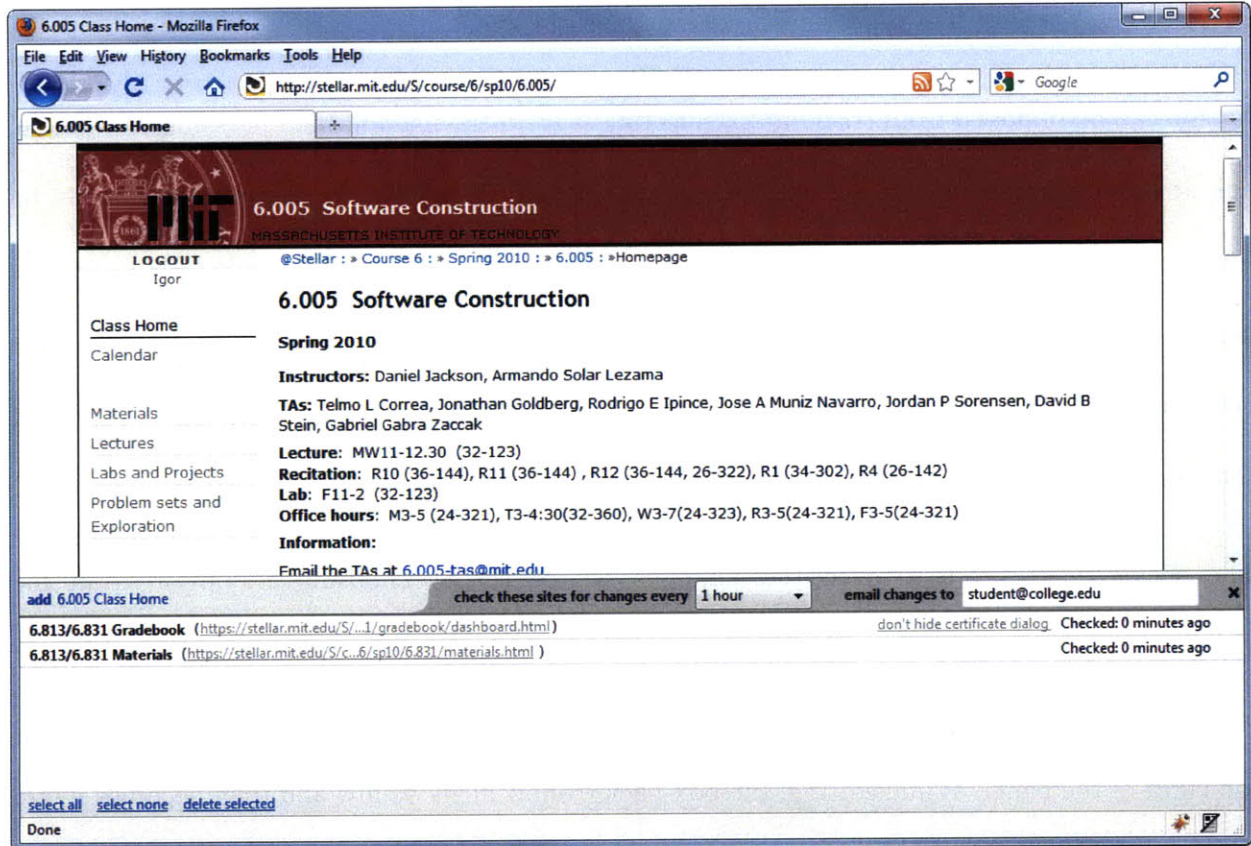 6.005 Class Home - Mozilla Firefox
File Edit View History Bookmarks Tools Help
http://stellar.mit.edu/S/course/6/sp10/6.005/
Google
6.005 Class Home
MIT
6.005 Software Construction
MASSACHUSETTS INSTITUTE OF TECHNOLOGY
LOGOUT
Igor
Class Home
Calendar
Materials
Lectures
Labs and Projects
Problem sets and
Exploration
@Stellar : » Course 6 : » Spring 2010 : » 6.005 : »Homepage
6.005 Software Construction
Spring 2010
Instructors: Daniel Jackson, Armando Solar Lezama
TAs: Telmo L Correa, Jonathan Goldberg, Rodrigo E Ipince, Jose A Muniz Navarro, Jordan P Sorensen, David B
Stein, Gabriel Gabra Zaccak
Lecture: MW11-12.30 (32-123)
Recitation: R10 (36-144), R11 (36-144) , R12 (36-144, 26-322), R1 (34-302), R4 (26-142)
Lab: F11-2 (32-123)
Office hours: M3-5 (24-321), T3-4:30(32-360), W3-7(24-323), R3-5(24-321), F3-5(24-321)
Information:
Email the TAs at 6.005-tas@mit.edu
add 6.005 Class Home check these sites for changes every 1 hour email changes to student@college.edu
6.813/6.831 Gradebook (https://stellar.mit.edu/S/...1/gradebook/dashboard.html) don't hide certificate dialog Checked: 0 minutes ago
6.813/6.831 Materials (https://stellar.mit.edu/S/c...6/sp10/6.831/materials.html ) Checked: 0 minutes ago
select all select none delete selected
Done